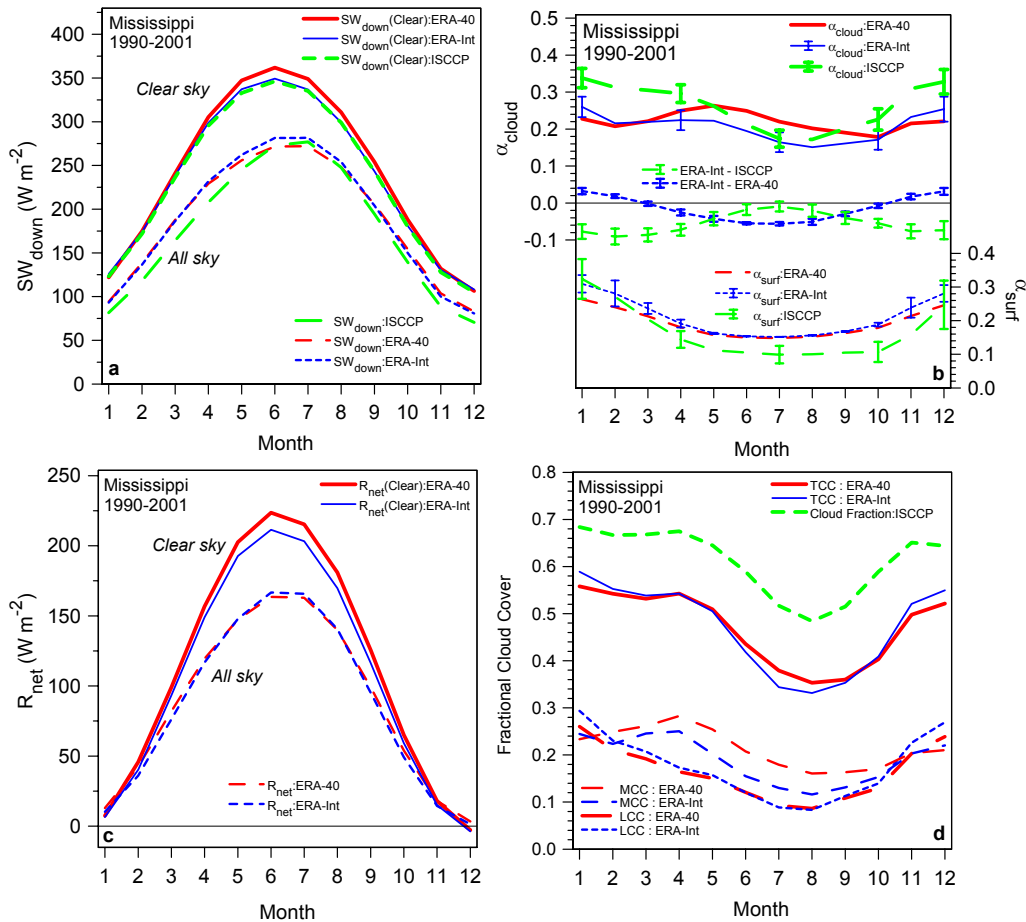 Mississippi
1990-2001
SW_down(Clear):ERA-40
SW_down(Clear):ERA-Int
SW_down(Clear):ISCCP
Clear sky
All sky
SW_down:ISCCP
SW_down:ERA-40
SW_down:ERA-Int
a
SW_down (W m⁻²)
450
400
350
300
250
200
150
100
50
0
1 2 3 4 5 6 7 8 9 10 11 12
Month
Mississippi
1990-2001
α_cloud:ERA-40
α_cloud:ERA-Int
α_cloud:ISCCP
ERA-Int - ISCCP
ERA-Int - ERA-40
α_surf:ERA-40
α_surf:ERA-Int
α_surf:ISCCP
b
α_cloud
0.5
0.4
0.3
0.2
0.1
0.0
-0.1
α_surf
0.4
0.3
0.2
0.1
0.0
1 2 3 4 5 6 7 8 9 10 11 12
Month
Mississippi
1990-2001
R_net(Clear):ERA-40
R_net(Clear):ERA-Int
Clear sky
All sky
R_net:ERA-40
R_net:ERA-Int
c
R_net (W m⁻²)
250
200
150
100
50
0
1 2 3 4 5 6 7 8 9 10 11 12
Month
Mississippi
1990-2001
TCC : ERA-40
TCC : ERA-Int
Cloud Fraction:ISCCP
MCC : ERA-40
MCC : ERA-Int
LCC : ERA-40
LCC : ERA-Int
d
Fractional Cloud Cover
0.8
0.7
0.6
0.5
0.4
0.3
0.2
0.1
0.0
1 2 3 4 5 6 7 8 9 10 11 12
Month